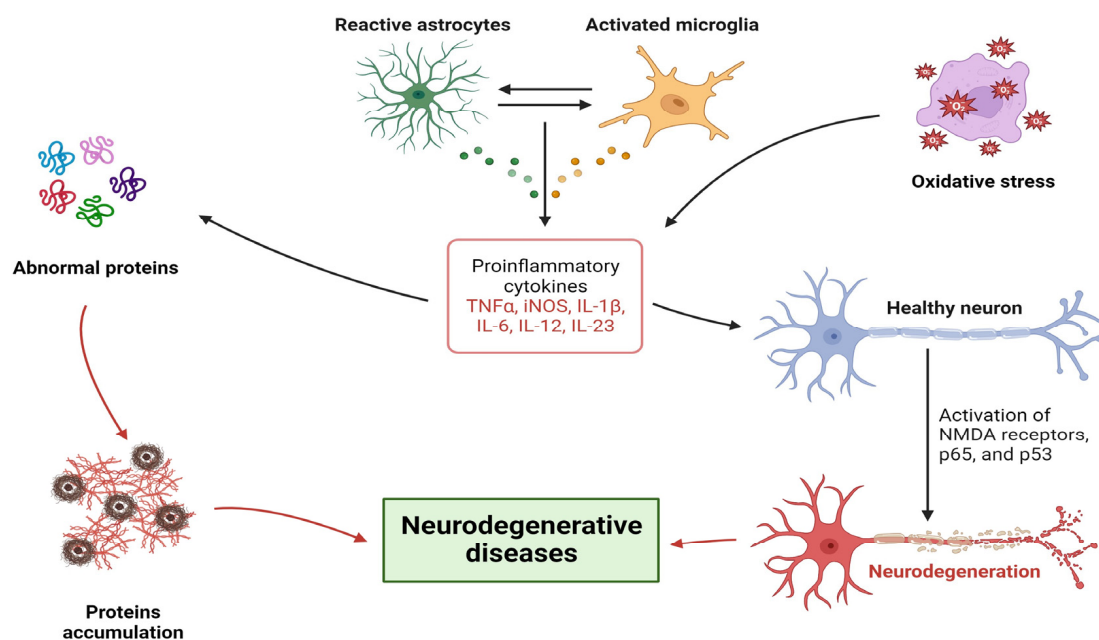 Reactive astrocytes
Activated microglia
Oxidative stress
Abnormal proteins
Proinflammatory
cytokines
TNFα, iNOS, IL-1β,
IL-6, IL-12, IL-23
Healthy neuron
Activation of
NMDA receptors,
p65, and p53
Neurodegenerative
diseases
Neurodegeneration
Proteins
accumulation